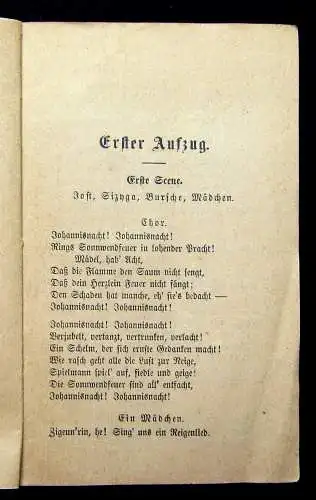 Erster Aufzug.
Erste Scene.
Jost, Sizyga, Bursche, Mädchen.
Chor.
Johannisnacht! Johannisnacht!
Rings Sonnwendfeuer in lohender Pracht!
Mädel, hab' Acht,
Daß die Flamme den Saum nicht sengt,
Daß dein Herzlein Feuer nicht fängt;
Den Schaden hat manche, eh' sie's bedacht —
Johannisnacht! Johannisnacht!
Johannisnacht! Johannisnacht!
Verjubelt, vertanzt, vertrunken, verlacht!
Ein Schelm, der sich ernste Gedanken macht!
Wie rasch geht alle die Lust zur Neige,
Spielmann spiel' auf, fiedle und geige!
Die Sonnwendfeuer sind all' entfacht,
Johannisnacht! Johannisnacht!
Ein Mädchen.
Zigeun'rin, he! Sing' uns ein Reigenlied.